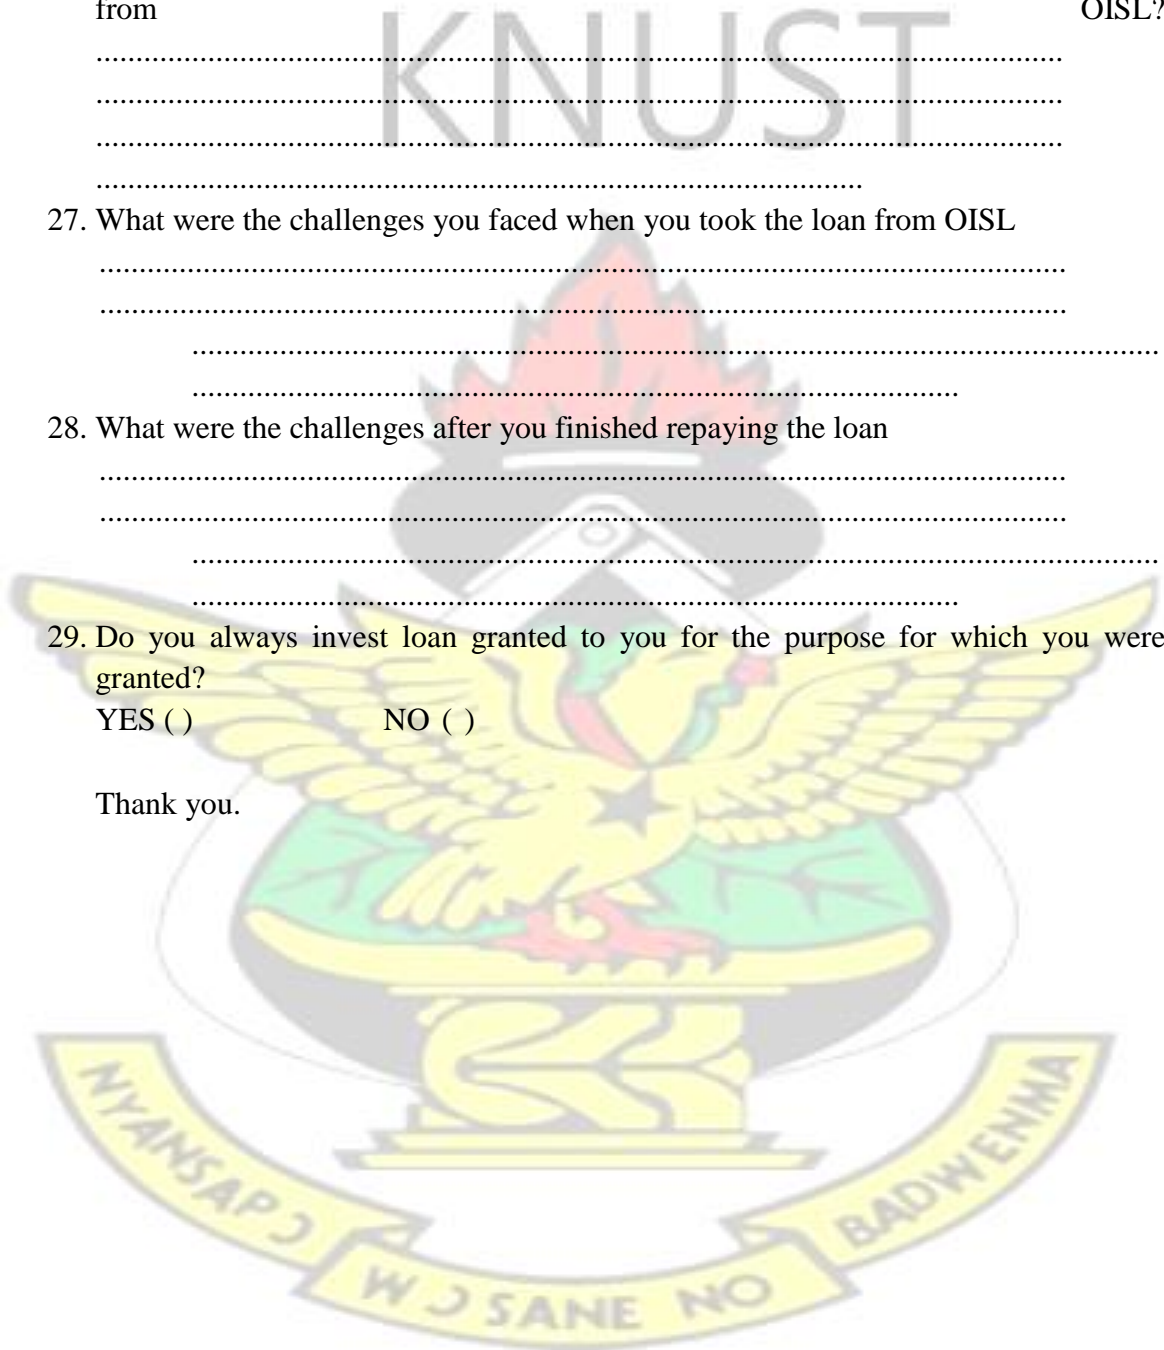 from OISL?
KNUST
........................................................................................................................
........................................................................................................................
........................................................................................................................
................................................................................................
27. What were the challenges you faced when you took the loan from OISL
........................................................................................................................
........................................................................................................................
........................................................................................................................
................................................................................................
28. What were the challenges after you finished repaying the loan
........................................................................................................................
........................................................................................................................
........................................................................................................................
................................................................................................
29. Do you always invest loan granted to you for the purpose for which you were
granted?
YES ( ) NO ( )
Thank you.
NYANSAPƆ
WƆ SANE NO
BADWENMA